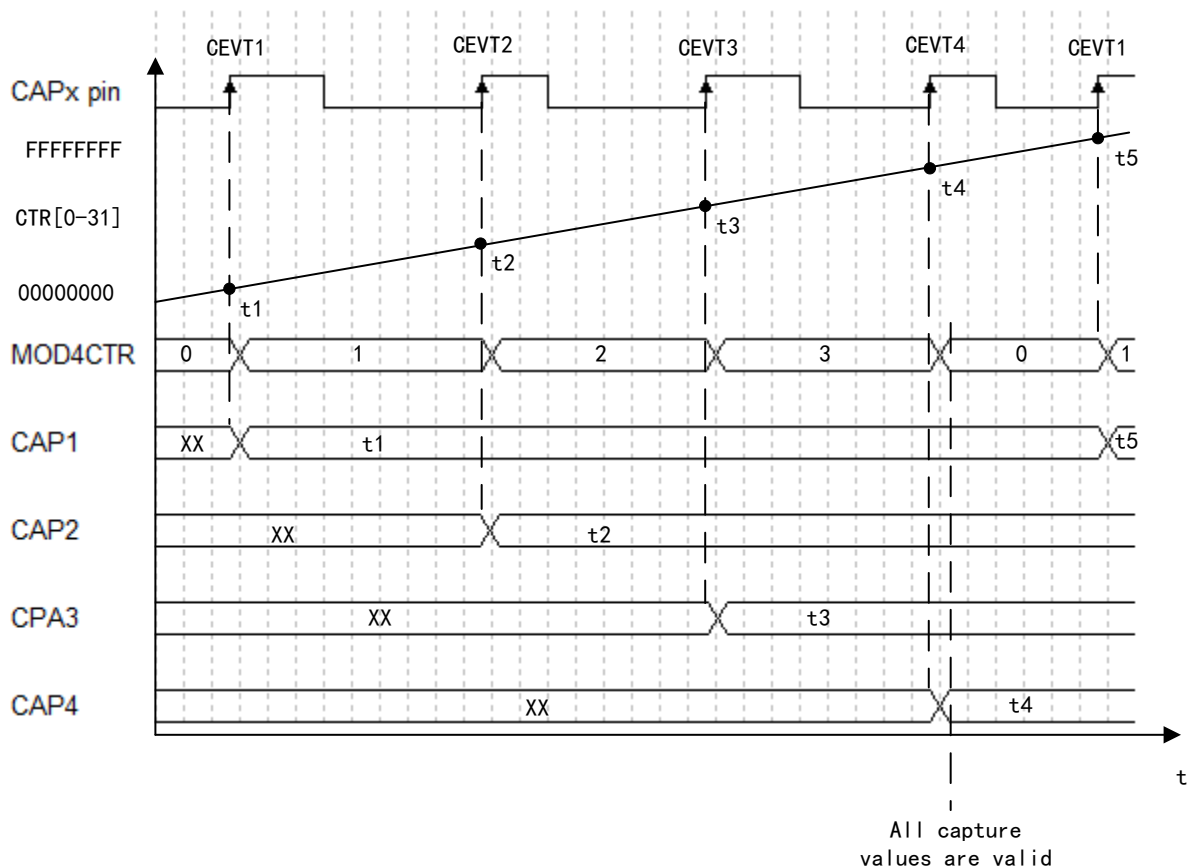 CEVT1 CEVT2 CEVT3 CEVT4 CEVT1
CAPx pin
FFFFFFFF
t5
t4
CTR[0-31]
t3
t2
00000000
t1
MOD4CTR 0 1 2 3 0 1
CAP1 XX t1 t5
CAP2 XX t2
CPA3 XX t3
CAP4 XX t4
t
All capture
values are valid